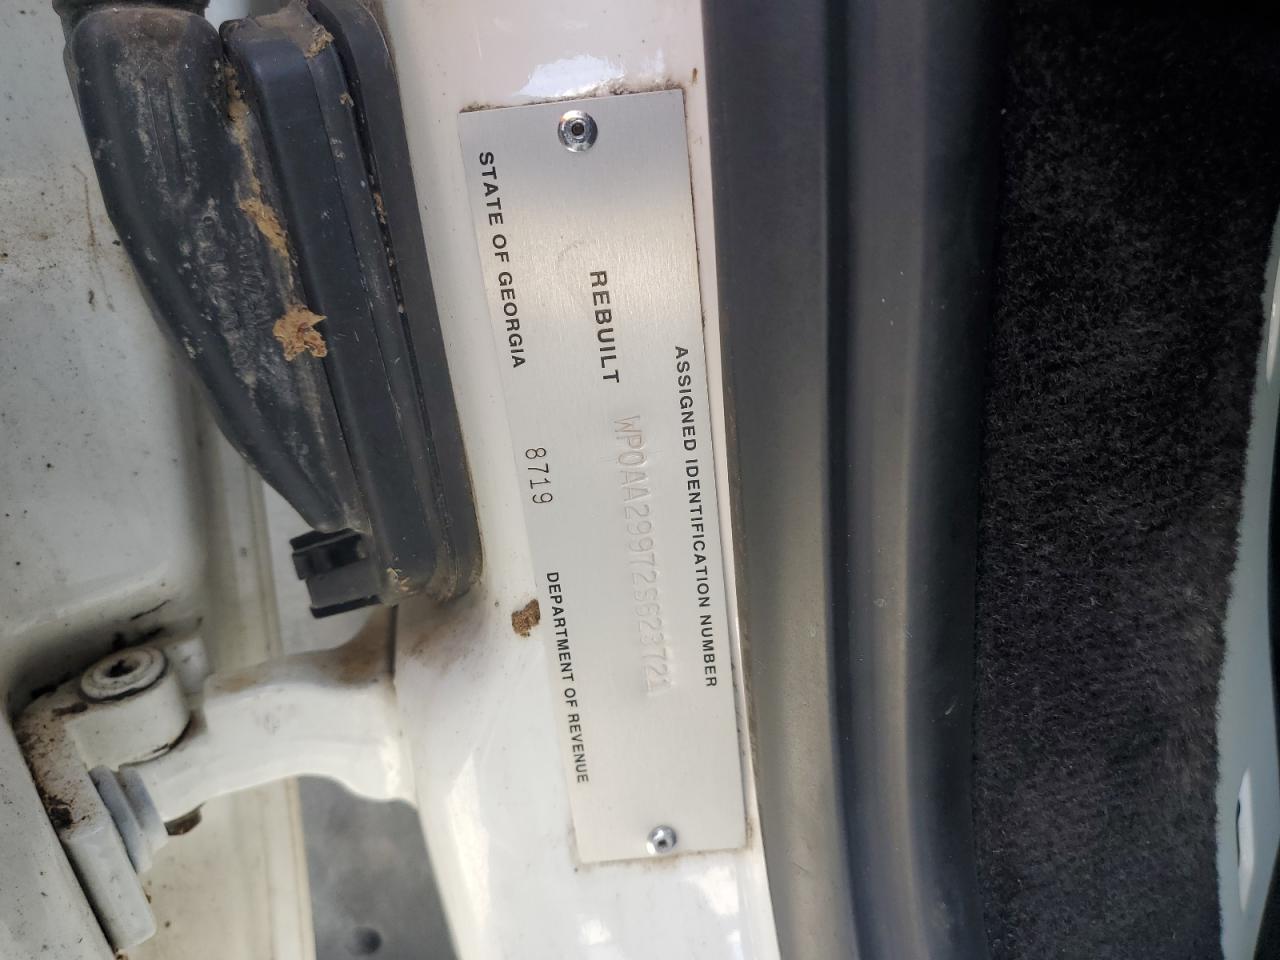 ASSIGNED IDENTIFICATION NUMBER
REBUILT WP0AA29972S623721
STATE OF GEORGIA 8719 DEPARTMENT OF REVENUE